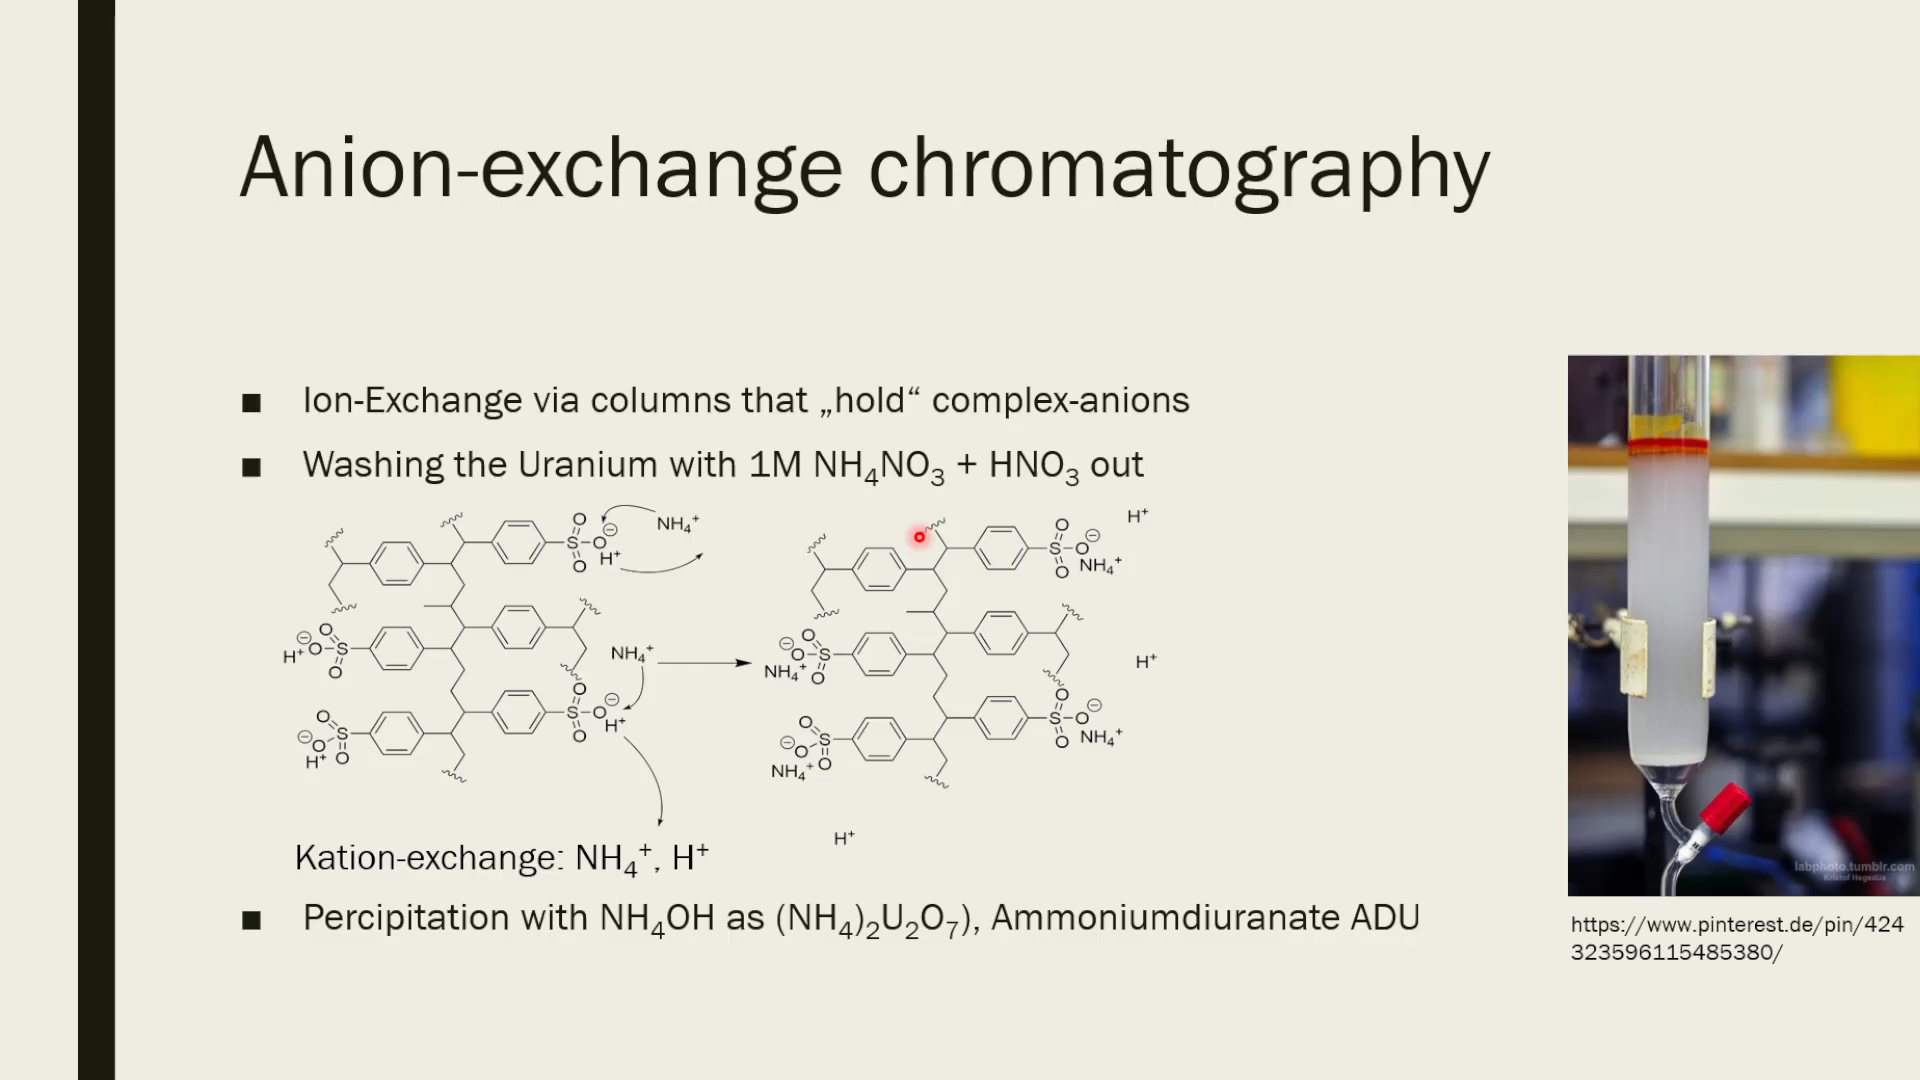 Anion-exchange chromatography
■ Ion-Exchange via columns that „hold“ complex-anions
■ Washing the Uranium with 1M NH₄NO₃ + HNO₃ out
O
S
O
O
⊖
H⁺
NH₄⁺
O
S
O
O
⊖
NH₄⁺
H⁺
H⁺
⊖
O
O
S
O
NH₄⁺
NH₄⁺
⊖
O
O
S
O
H⁺
O
S
O
O
⊖
H⁺
O
S
O
O
⊖
NH₄⁺
H⁺
⊖
O
O
S
O
NH₄⁺
⊖
O
O
S
O
H⁺
Kation-exchange: NH₄⁺, H⁺
■ Percipitation with NH₄OH as (NH₄)₂U₂O₇), Ammoniumdiuranate ADU
labphoto.tumblr.com
Kristof Hegedüs
https://www.pinterest.de/pin/424
323596115485380/